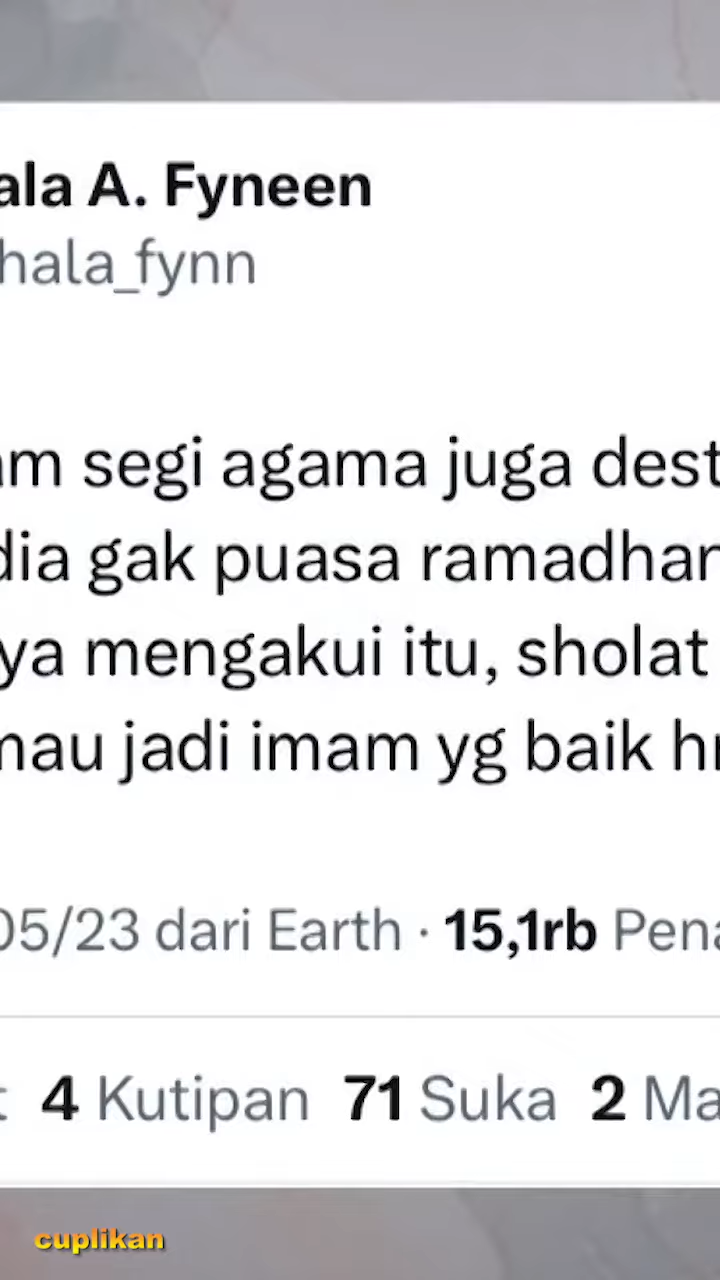 ala A. Fyneen
hala_fynn
am segi agama juga dest
dia gak puasa ramadhan
ya mengakui itu, sholat
mau jadi imam yg baik
05/23 dari Earth · 15,1rb Pena
4 Kutipan 71 Suka 2 Ma
cuplikan